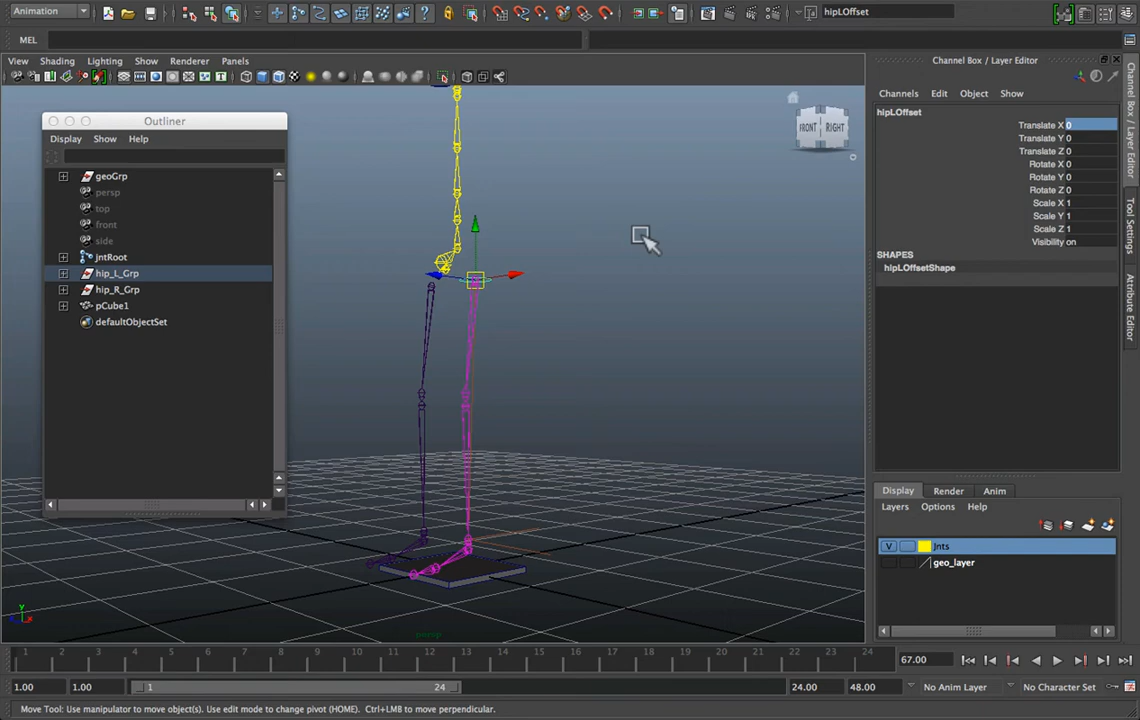 Animation
hipLOffset
MEL
View Shading Lighting Show Renderer Panels
Channel Box / Layer Editor
Channels Edit Object Show
hipLOffset
Translate X 0
Translate Y 0
Translate Z 0
Rotate X 0
Rotate Y 0
Rotate Z 0
Scale X 1
Scale Y 1
Scale Z 1
Visibility on
SHAPES
hipLOffsetShape
Channel Box / Layer Editor
Tool Settings
Attribute Editor
FRONT RIGHT
Outliner
Display Show Help
geoGrp
persp
top
front
side
jntRoot
hip_L_Grp
hip_R_Grp
pCube1
defaultObjectSet
Display Render Anim
Layers Options Help
V Jnts
geo_layer
Y
persp
1 2 3 4 5 6 7 8 9 10 11 12 13 14 15 16 17 18 19 20 21 22 23 24
67.00
1.00 1.00 1 24 24.00 48.00 No Anim Layer No Character Set
Move Tool: Use manipulator to move object(s). Use edit mode to change pivot (HOME). Ctrl+LMB to move perpendicular.